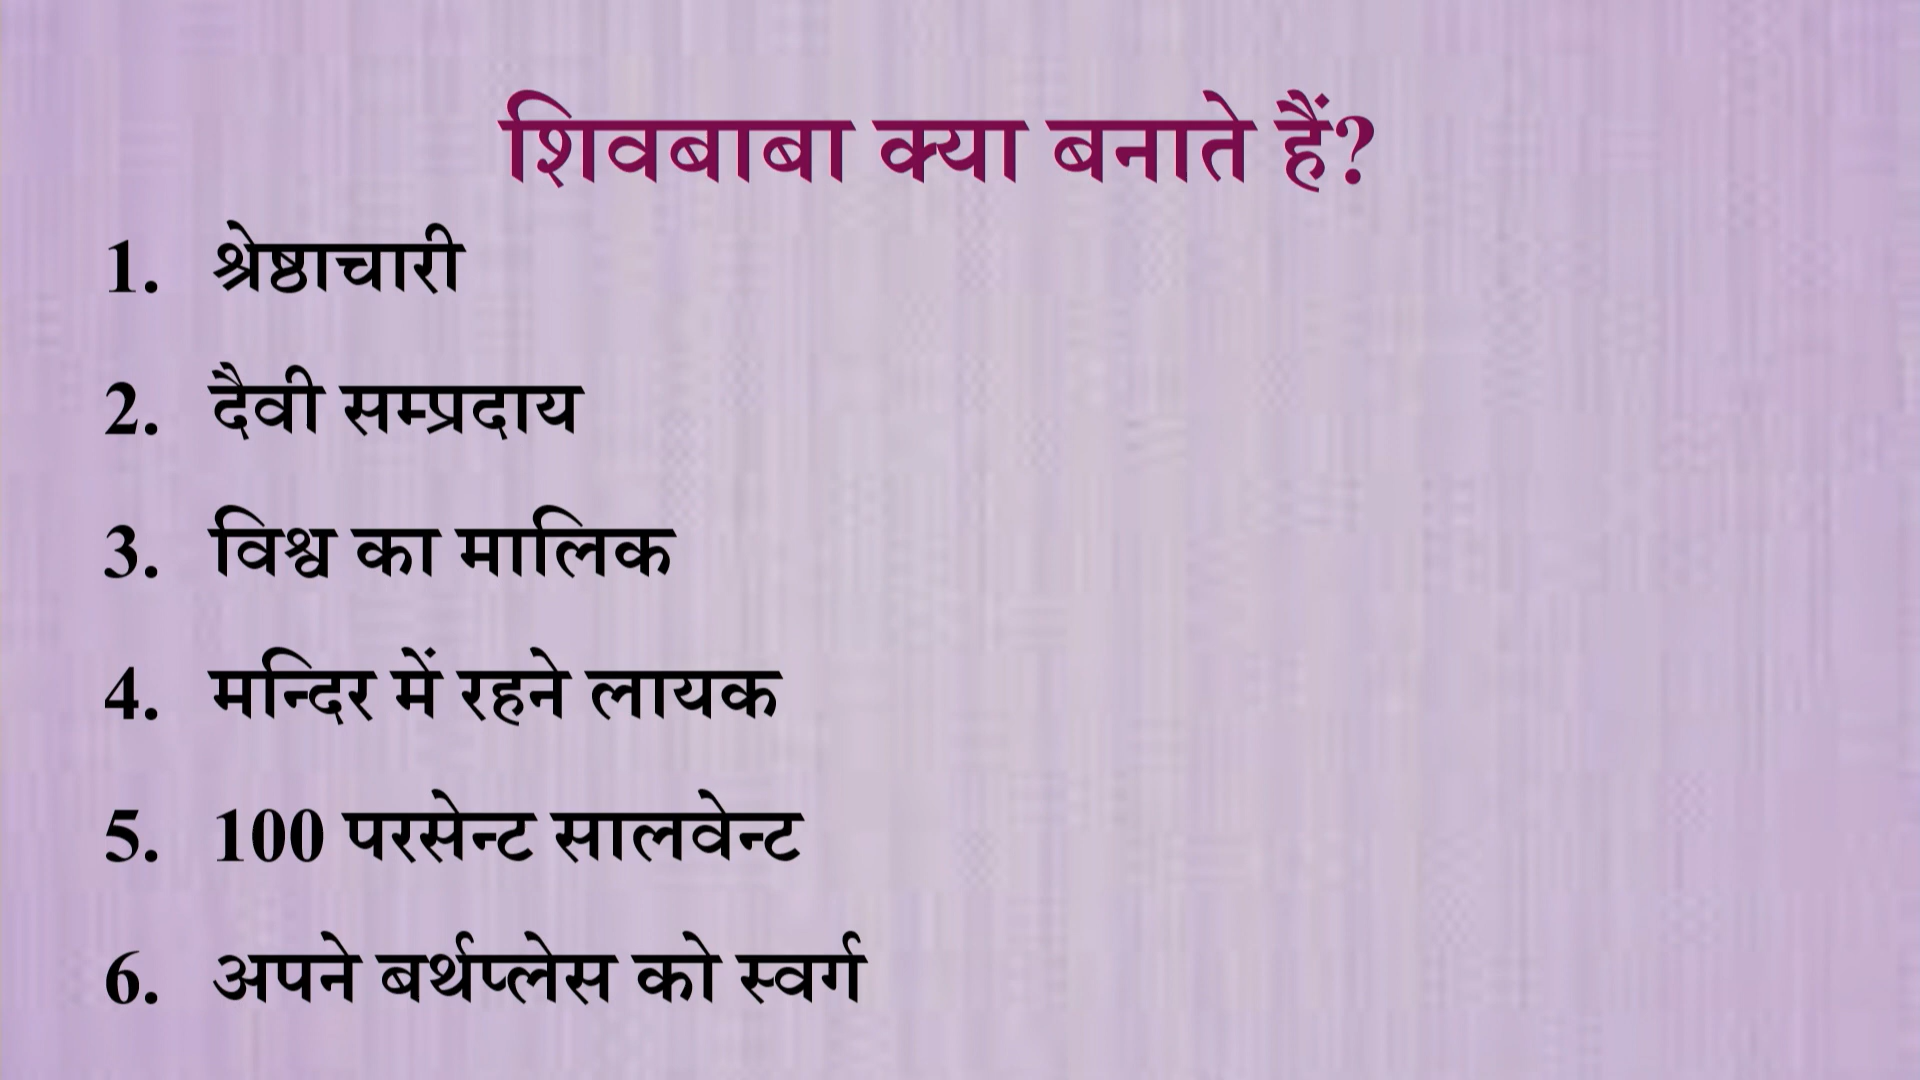 शिवबाबा क्या बनाते हैं?
1. श्रेष्ठाचारी
2. दैवी सम्प्रदाय
3. विश्व का मालिक
4. मन्दिर में रहने लायक
5. 100 परसेन्ट सालवेन्ट
6. अपने बर्थप्लेस को स्वर्ग